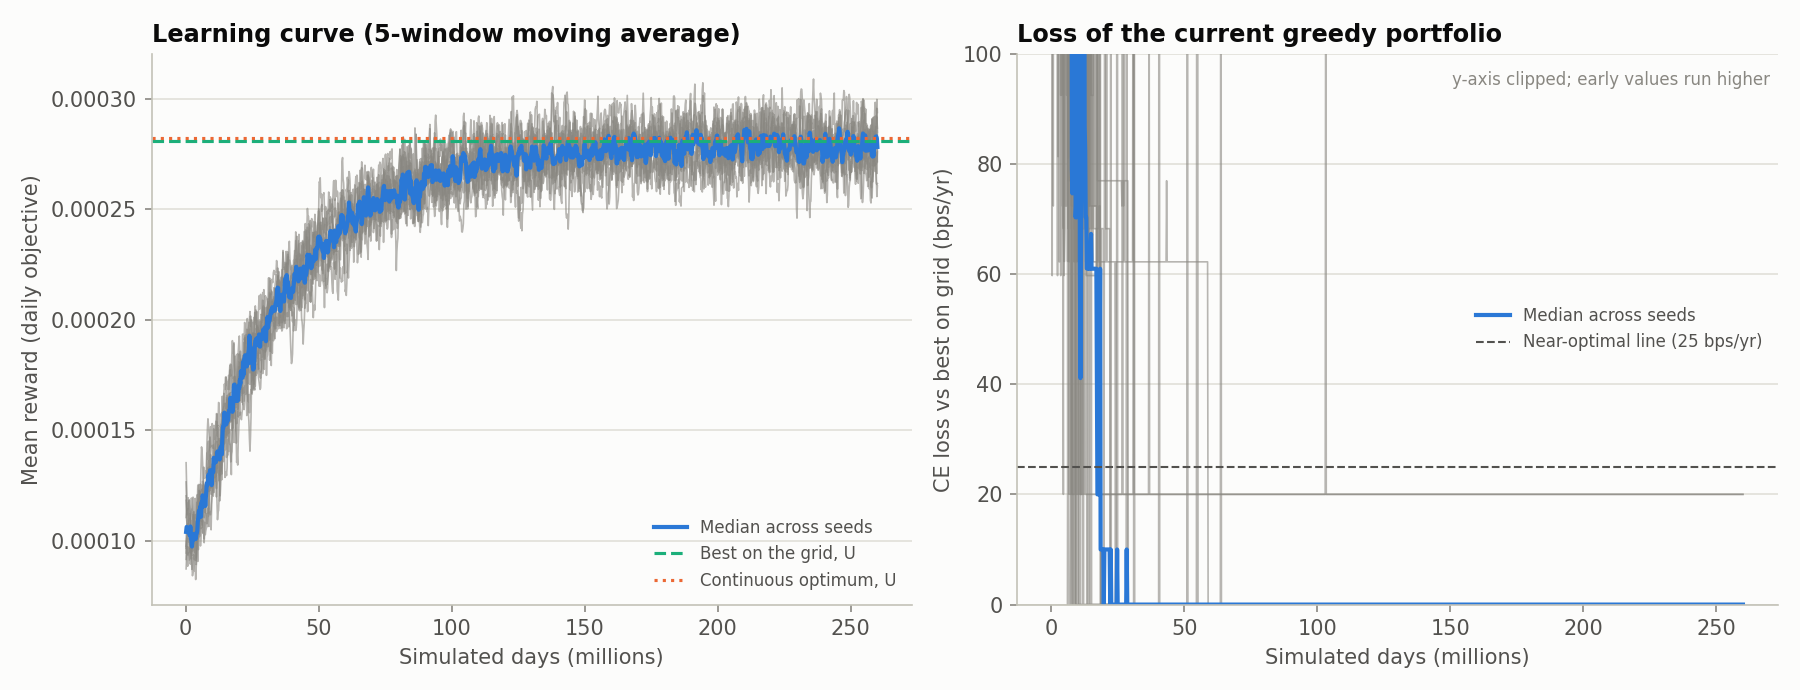 Learning curve (5-window moving average)
Mean reward (daily objective)
0.00030
0.00025
0.00020
0.00015
0.00010
Median across seeds
Best on the grid, U
Continuous optimum, U
0
50
100
150
200
250
Simulated days (millions)
Loss of the current greedy portfolio
CE loss vs best on grid (bps/yr)
100
80
60
40
20
0
y-axis clipped; early values run higher
Median across seeds
Near-optimal line (25 bps/yr)
0
50
100
150
200
250
Simulated days (millions)